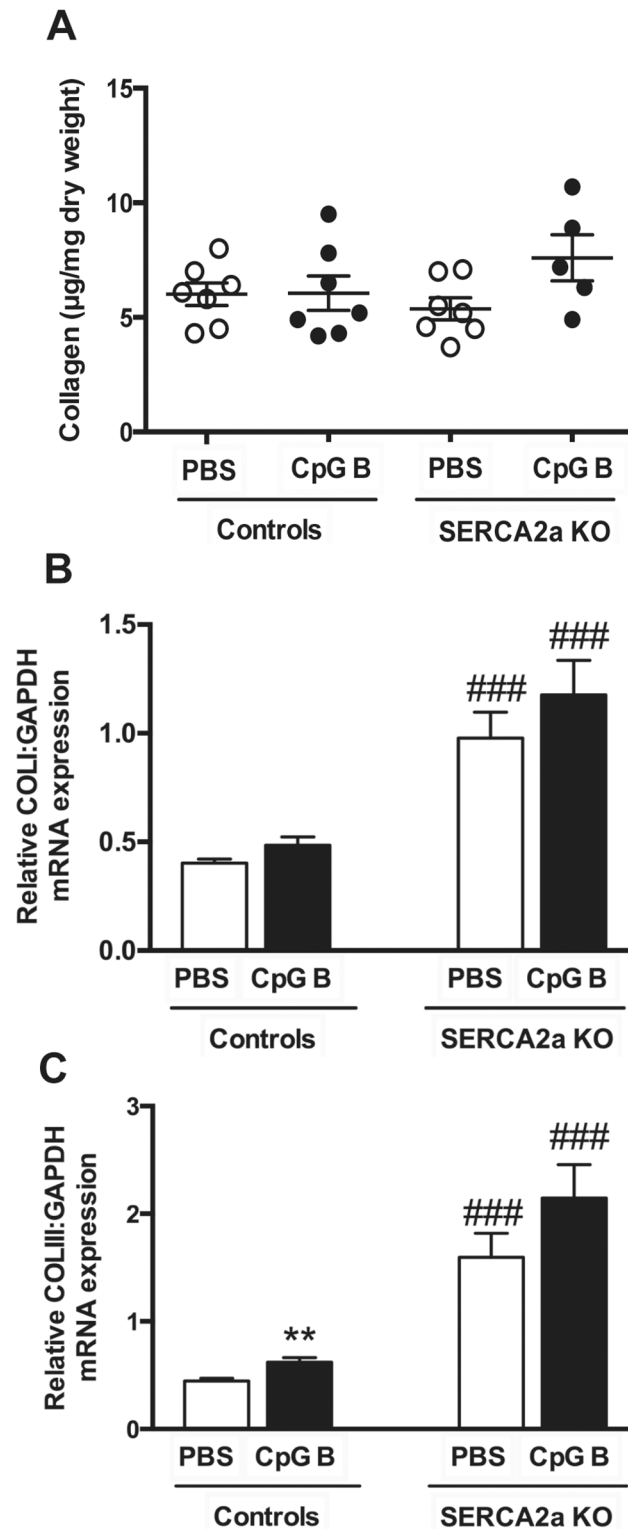 A
Collagen (µg/mg dry weight)
15
10
5
0
PBS CpG B PBS CpG B
Controls SERCA2a KO
B
Relative COLI:GAPDH
mRNA expression
1.5
1.0
0.5
0.0
###
###
PBS CpG B PBS CpG B
Controls SERCA2a KO
C
Relative COLIII:GAPDH
mRNA expression
3
2
1
0
**
###
###
PBS CpG B PBS CpG B
Controls SERCA2a KO